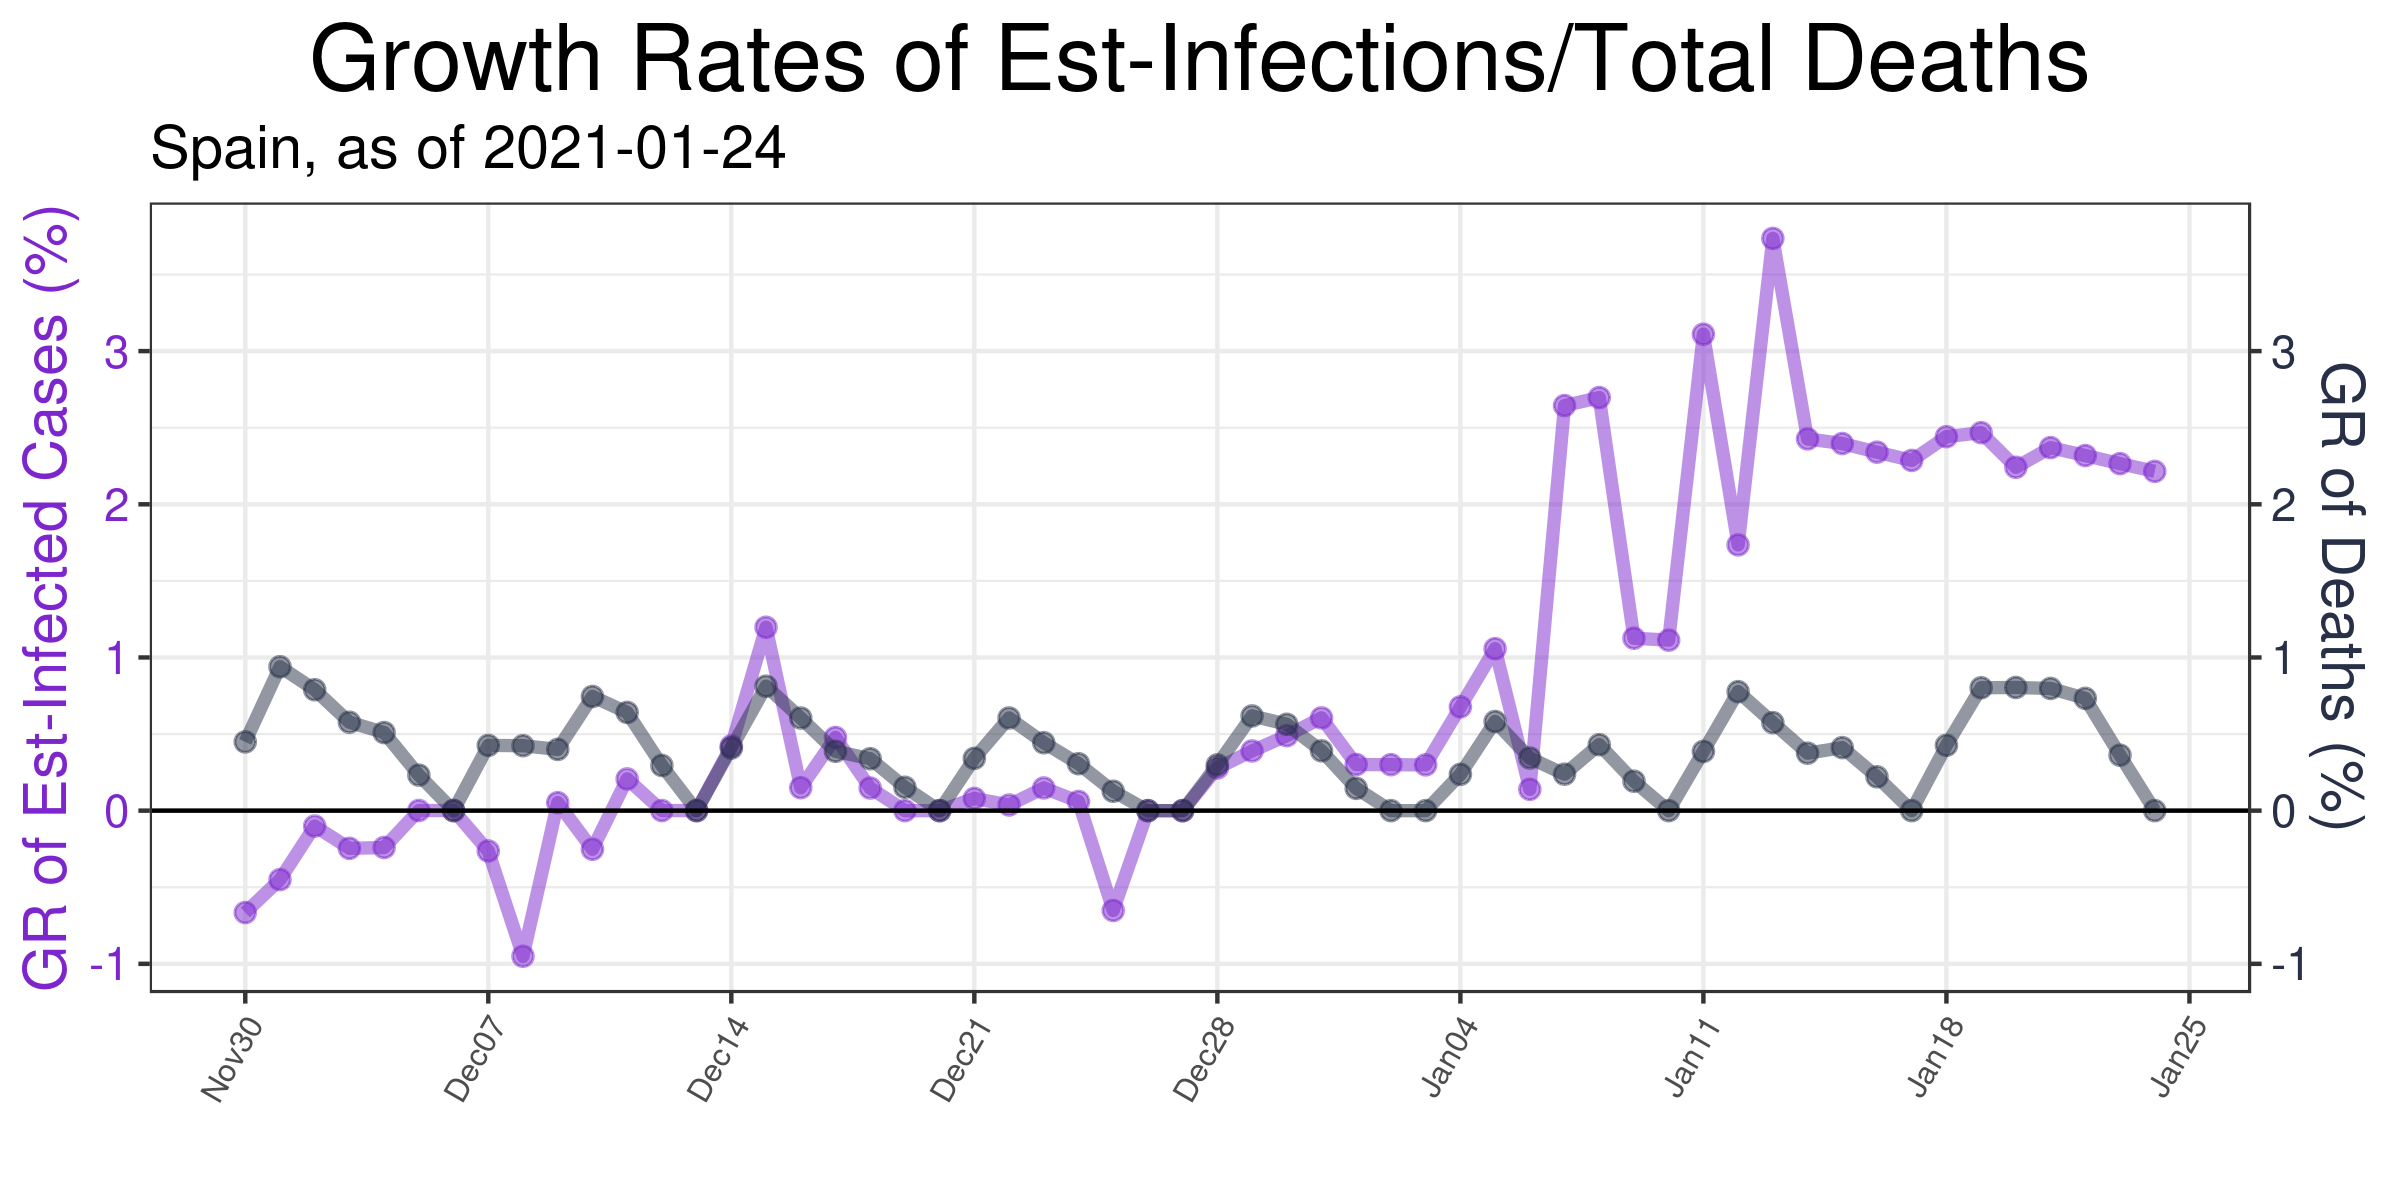 Growth Rates of Est-Infections/Total Deaths
Spain, as of 2021-01-24
GR of Est-Infected Cases (%)
3
2
1
0
-1
3
2
1
0
-1
GR of Deaths (%)
Nov30
Dec07
Dec14
Dec21
Dec28
Jan04
Jan11
Jan18
Jan25